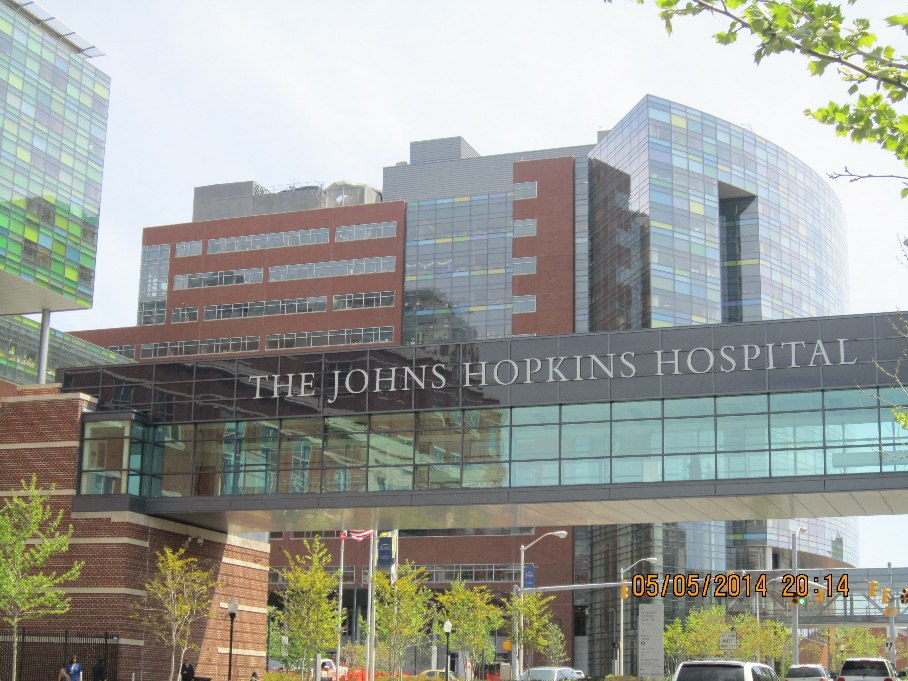 THE JOHNS HOPKINS HOSPITAL
05/05/2014 20:14